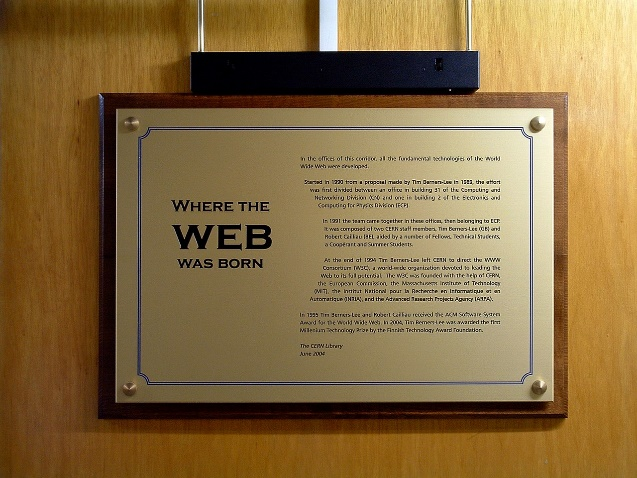 WHERE THE
WEB
WAS BORN
In the offices of this corridor, all the fundamental technologies of the World
Wide Web were developed.
Started in 1990 from a proposal made by Tim Berners-Lee in 1989, the effort
was first divided between an office in building 31 of the Computing and
Networking Division (CN) and one in building 2 of the Electronics and
Computing for Physics Division (ECP).
In 1991 the team came together in these offices, then belonging to ECP.
It was composed of two CERN staff members, Tim Berners-Lee (GB) and
Robert Cailliau (BE), aided by a number of Fellows, Technical Students,
a Coopérant and Summer Students.
At the end of 1994 Tim Berners-Lee left CERN to direct the WWW
Consortium (W3C), a world-wide organization devoted to leading the
Web to its full potential. The W3C was founded with the help of CERN,
the European Commission, the Massachusetts Institute of Technology
(MIT), the Institut National pour la Recherche en Informatique et en
Automatique (INRIA), and the Advanced Research Projects Agency (ARPA).
In 1995 Tim Berners-Lee and Robert Cailliau received the ACM Software System
Award for the World Wide Web. In 2004, Tim Berners-Lee was awarded the first
Millenium Technology Prize by the Finnish Technology Award Foundation.
The CERN Library
June 2004